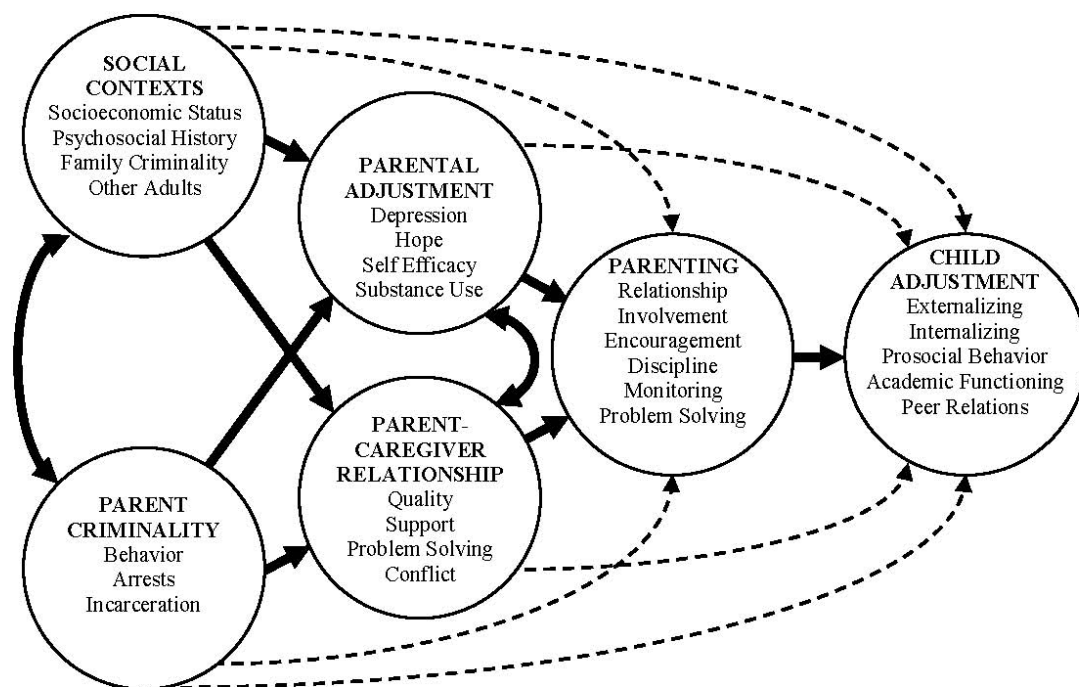 SOCIAL
CONTEXTS
Socioeconomic Status
Psychosocial History
Family Criminality
Other Adults
PARENTAL
ADJUSTMENT
Depression
Hope
Self Efficacy
Substance Use
PARENT
CRIMINALITY
Behavior
Arrests
Incarceration
PARENT-
CAREGIVER
RELATIONSHIP
Quality
Support
Problem Solving
Conflict
PARENTING
Relationship
Involvement
Encouragement
Discipline
Monitoring
Problem Solving
CHILD
ADJUSTMENT
Externalizing
Internalizing
Prosocial Behavior
Academic Functioning
Peer Relations